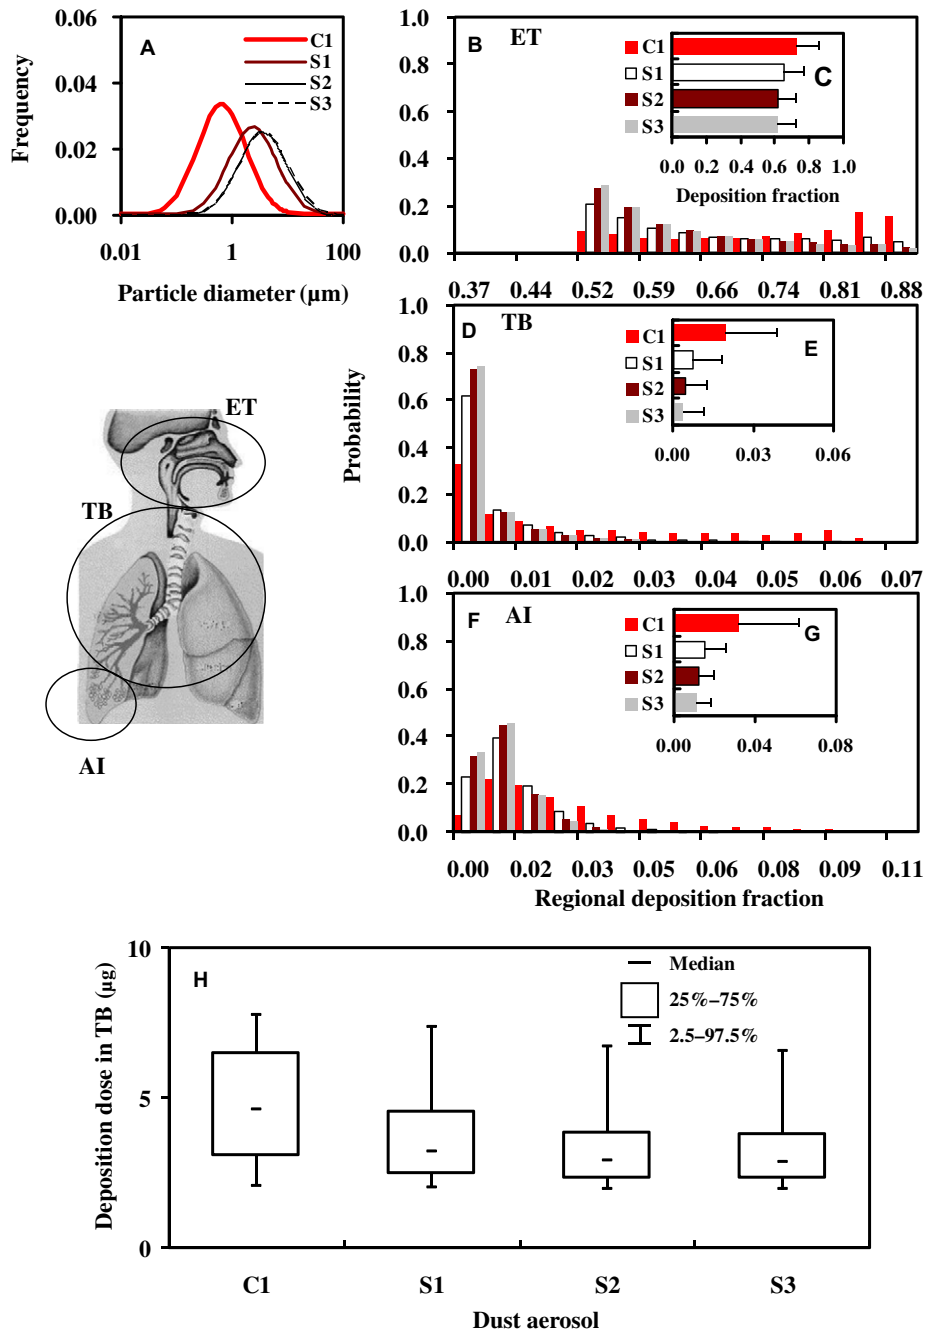 0.06
0.04
0.02
0.00
Frequency
A
C1
S1
S2
S3
0.01
1
100
Particle diameter (µm)
1.0
0.8
0.6
0.4
0.2
0.0
B
ET
C1
S1
S2
S3
C
0.0 0.2 0.4 0.6 0.8 1.0
Deposition fraction
0.37 0.44 0.52 0.59 0.66 0.74 0.81 0.88
Probability
1.0
0.8
0.6
0.4
0.2
0.0
D
TB
C1
S1
S2
S3
E
0.00 0.03 0.06
0.00 0.01 0.02 0.03 0.04 0.05 0.06 0.07
ET
TB
AI
1.0
0.8
0.6
0.4
0.2
0.0
F
AI
C1
S1
S2
S3
G
0.00 0.04 0.08
0.00 0.02 0.03 0.05 0.06 0.08 0.09 0.11
Regional deposition fraction
10
5
0
Deposition dose in TB (µg)
H
Median
25%–75%
2.5–97.5%
C1 S1 S2 S3
Dust aerosol